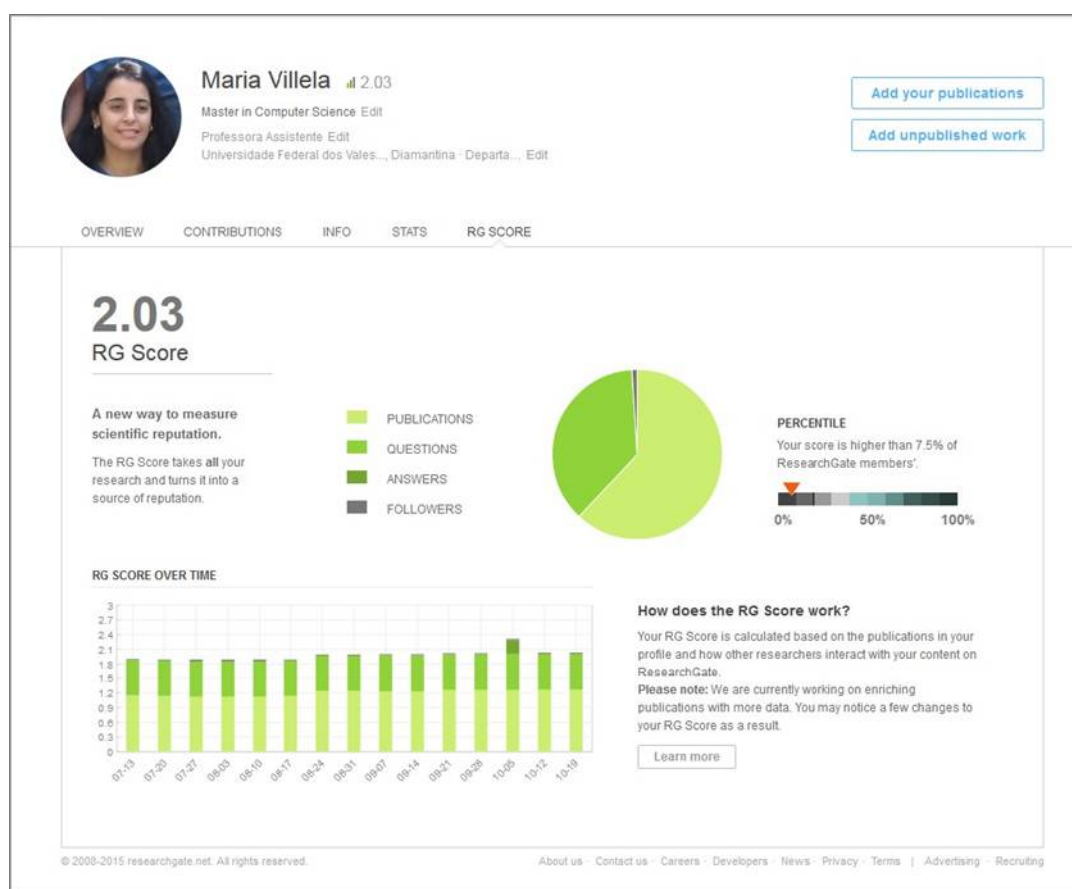 Maria Villela 2.03
Master in Computer Science Edit
Professora Assistente Edit
Universidade Federal dos Vales..., Diamantina · Departa... Edit
Add your publications
Add unpublished work
OVERVIEW CONTRIBUTIONS INFO STATS RG SCORE
2.03
RG Score
A new way to measure
scientific reputation.
The RG Score takes all your
research and turns it into a
source of reputation.
PUBLICATIONS
QUESTIONS
ANSWERS
FOLLOWERS
PERCENTILE
Your score is higher than 7.5% of
ResearchGate members'.
0% 50% 100%
RG SCORE OVER TIME
3
2.7
2.4
2.1
1.8
1.5
1.2
0.9
0.6
0.3
0
07-13 07-20 07-27 08-03 08-10 08-17 08-24 08-31 09-07 09-14 09-21 09-28 10-05 10-12 10-19
How does the RG Score work?
Your RG Score is calculated based on the publications in your
profile and how other researchers interact with your content on
ResearchGate.
Please note: We are currently working on enriching
publications with more data. You may notice a few changes to
your RG Score as a result.
Learn more
© 2008-2015 researchgate.net. All rights reserved.
About us · Contact us · Careers · Developers · News · Privacy · Terms | Advertising · Recruiting